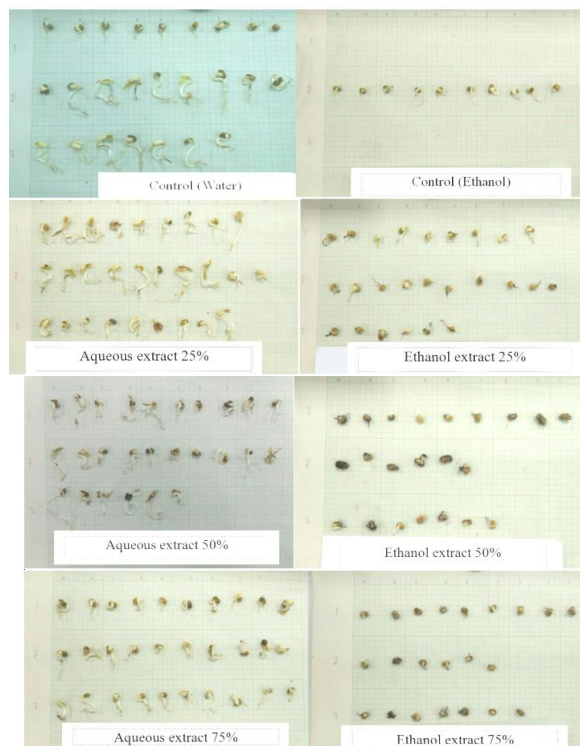 Control (Water)
Control (Ethanol)
Aqueous extract 25%
Ethanol extract 25%
Aqueous extract 50%
Ethanol extract 50%
Aqueous extract 75%
Ethanol extract 75%